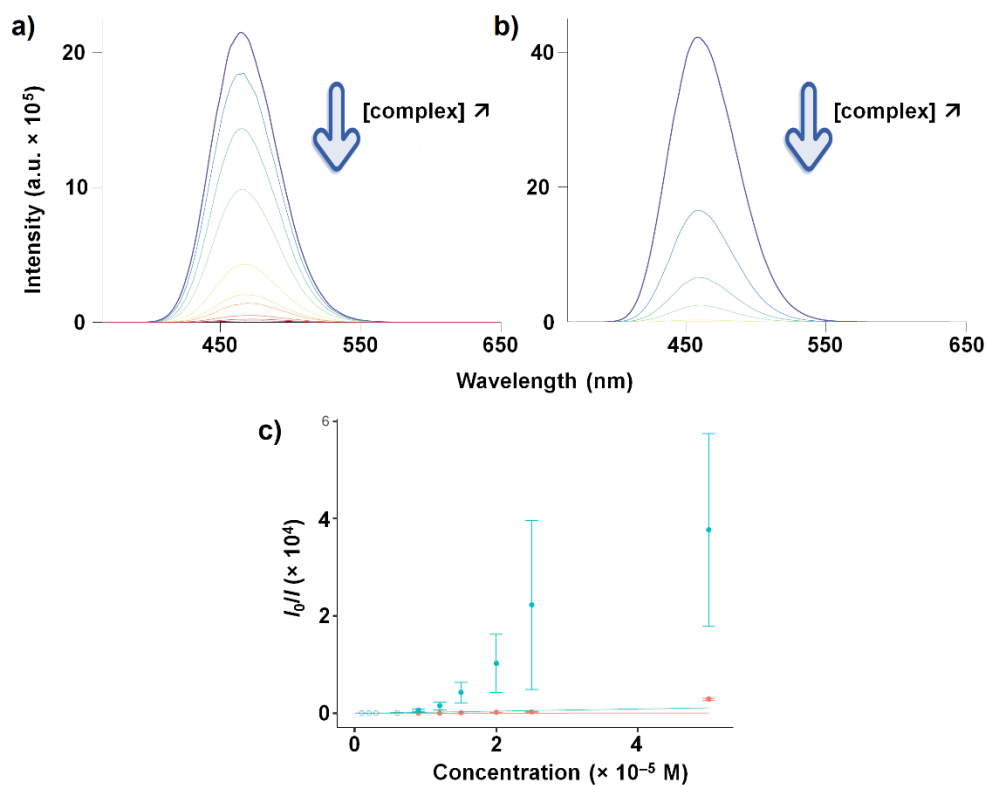 a)
20
10
0
450
550
650
Intensity (a.u. × 10⁵)
[complex] ↗
b)
40
20
0
450
550
650
[complex] ↗
Wavelength (nm)
c)
6
4
2
0
I₀/I (× 10⁴)
0
2
4
Concentration (× 10⁻⁵ M)